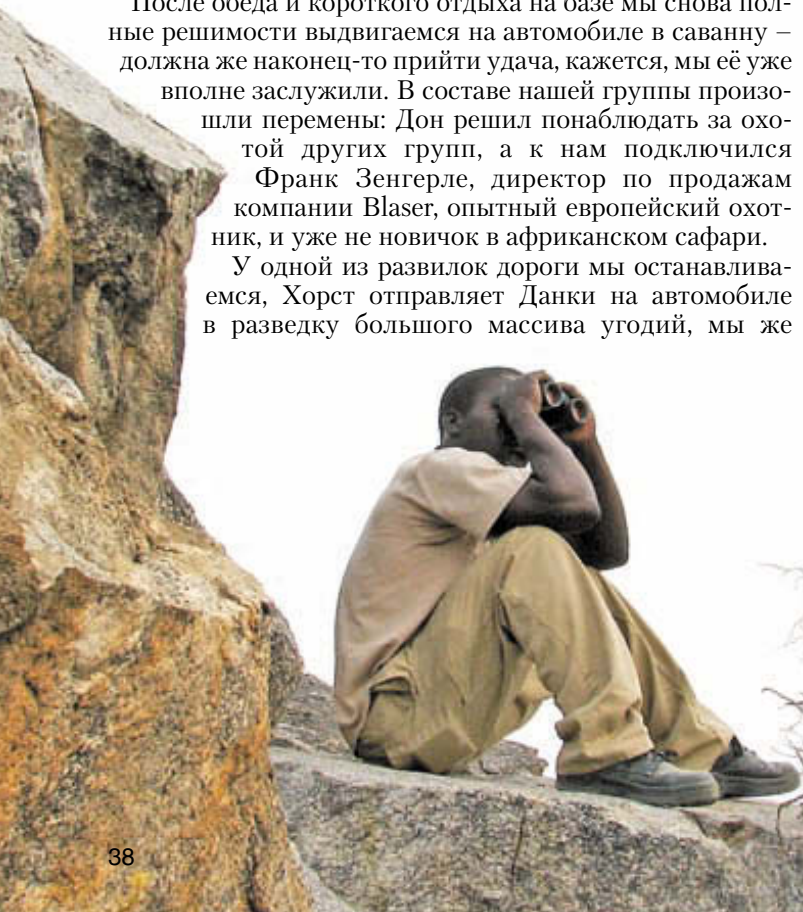 После обеда и короткого отдыха на базе мы снова пол-
ные решимости выдвигаемся на автомобиле в саванну –
должна же наконец-то прийти удача, кажется, мы её уже
вполне заслужили. В составе нашей группы произо-
шли перемены: Дон решил понаблюдать за охо-
той других групп, а к нам подключился
Франк Зенгерле, директор по продажам
компании Blaser, опытный европейский охот-
ник, и уже не новичок в африканском сафари.
У одной из развилок дороги мы останавлива-
емся, Хорст отправляет Данки на автомобиле
в разведку большого массива угодий, мы же
38